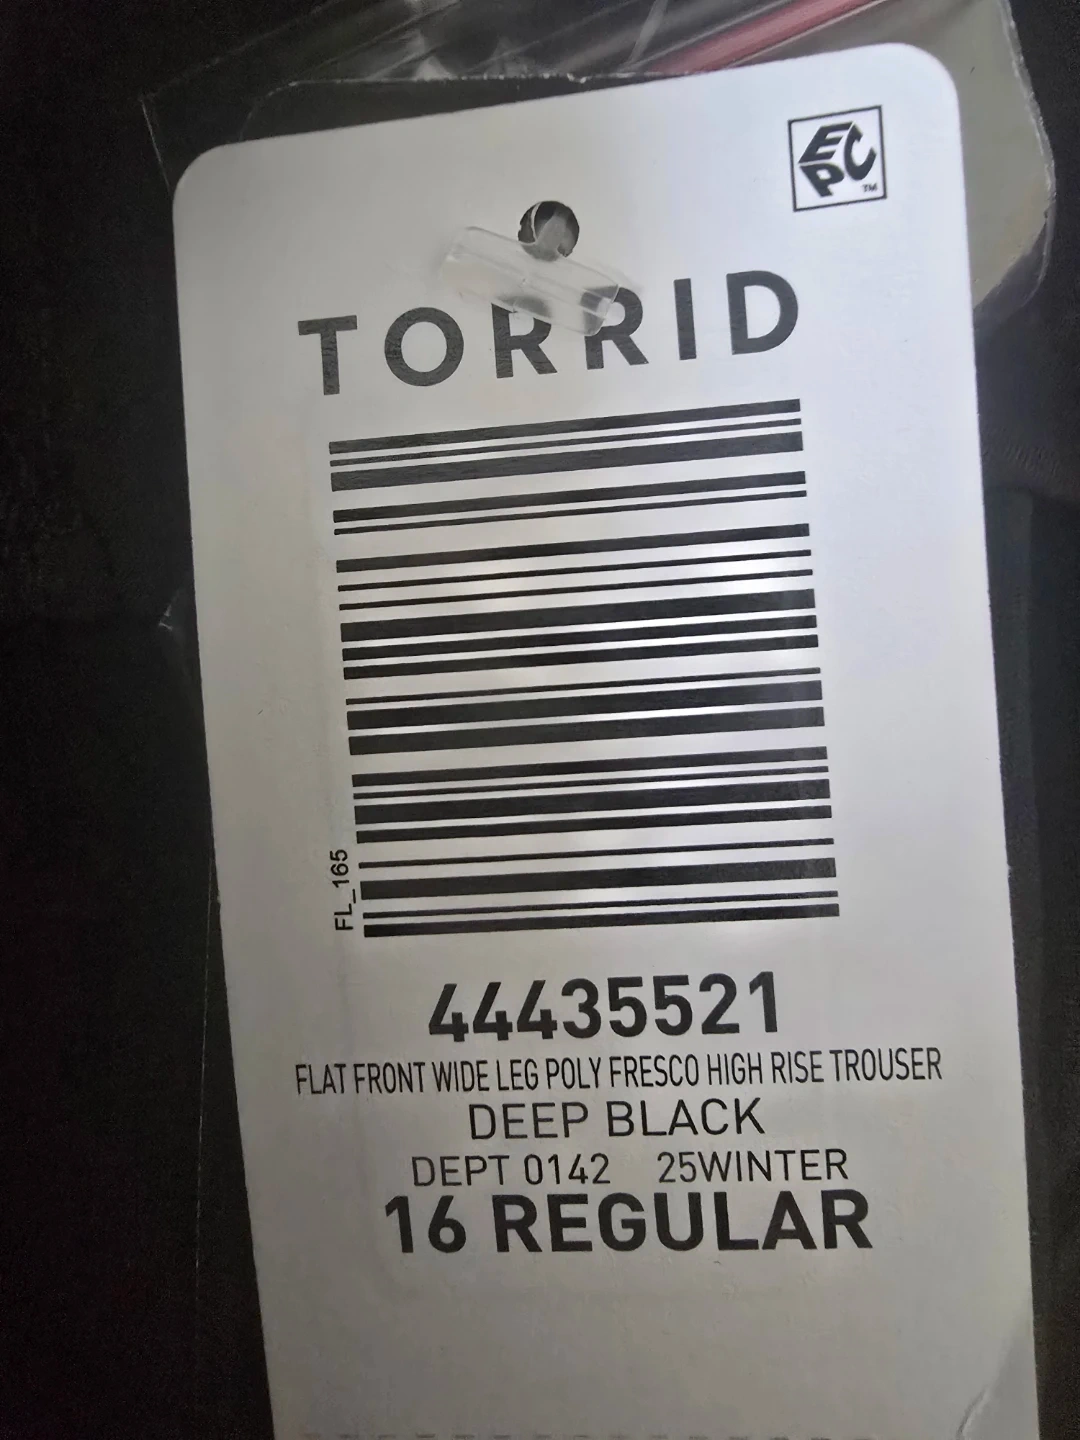 EPC™
TORRID
FL_165
44435521
FLAT FRONT WIDE LEG POLY FRESCO HIGH RISE TROUSER
DEEP BLACK
DEPT 0142 25WINTER
16 REGULAR